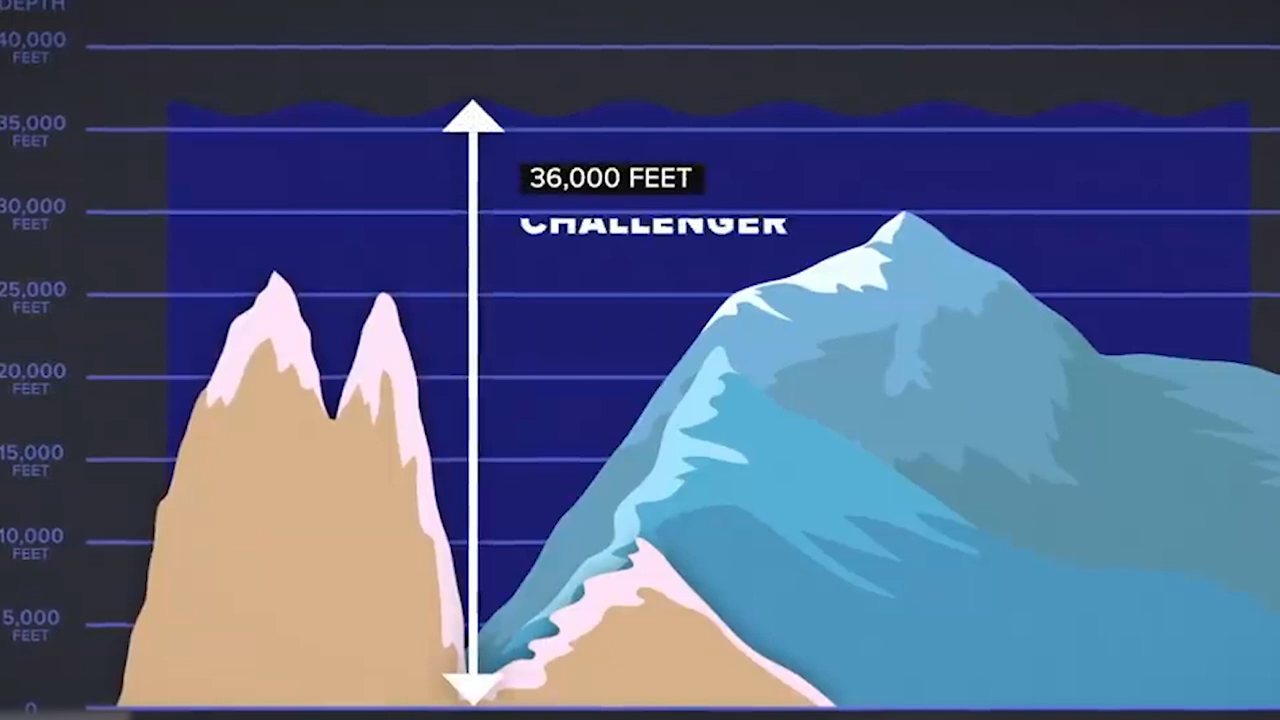 DEPTH
40,000
FEET
35,000
FEET
36,000 FEET
30,000
FEET
CHALLENGER
25,000
FEET
20,000
FEET
15,000
FEET
10,000
FEET
5,000
FEET
0